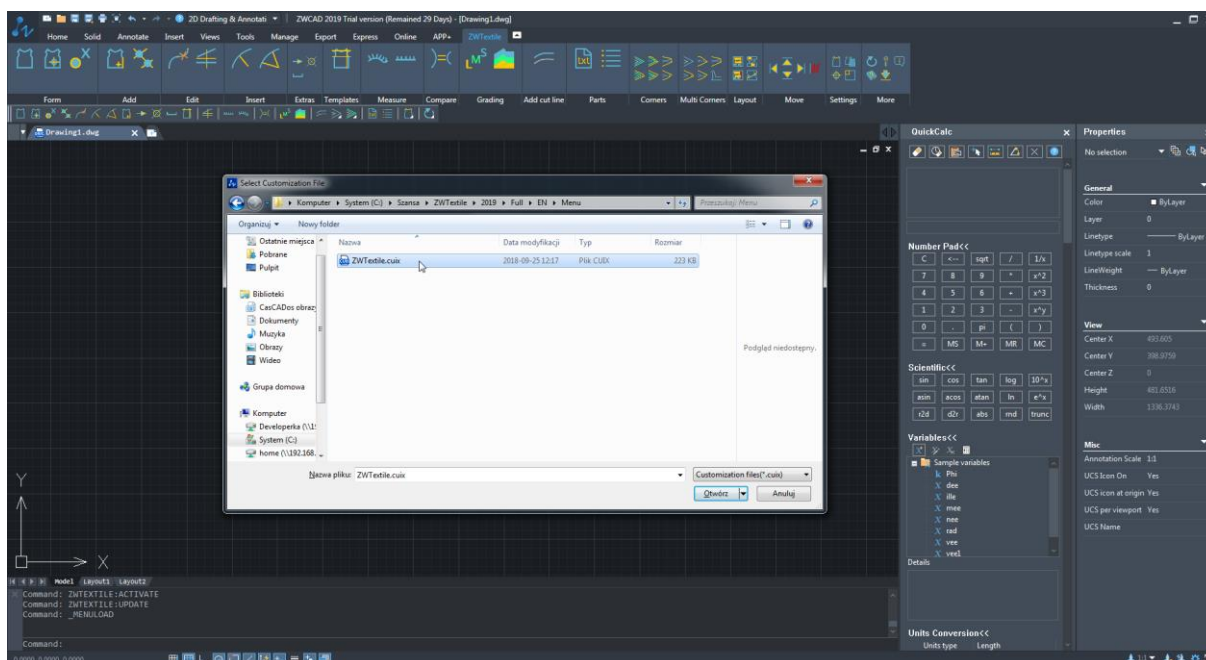 2D Drafting & Annotati
ZWCAD 2019 Trial version (Remained 29 Days) - [Drawing1.dwg]
Home Solid Annotate Insert Views Tools Manage Export Express Online APP+ ZWTextile
Form Add Edit Insert Extras Templates Measure Compare Grading Add cut line Parts Corners Multi Corners Layout Move Settings More
Drawing1.dwg
Select Customization File
Komputer System (C:) Szansa ZWTextile 2019 Full EN Menu
Przeszukaj: Menu
Organizuj Nowy folder
Ostatnie miejsca
Pobrane
Pulpit
Biblioteki
CasCADos obraz
Dokumenty
Muzyka
Obrazy
Wideo
Grupa domowa
Komputer
Developerka (\\1
System (C:)
home (\\192.168.
Nazwa Data modyfikacji Typ Rozmiar
ZWTextile.cuix 2018-09-25 12:17 Plik CUIX 223 KB
Podgląd niedostępny.
Nazwa pliku: ZWTextile.cuix
Customization files(*.cuix)
Otwórz Anuluj
Y
X
Model Layout1 Layout2
Command: ZWTEXTILE:ACTIVATE
Command: ZWTEXTILE:UPDATE
Command: _MENULOAD
Command:
QuickCalc
Number Pad<<
C <-- sqrt / 1/x
7 8 9 * x^2
4 5 6 + x^3
1 2 3 - x^y
0 . pi ( )
= MS M+ MR MC
Scientific<<
sin cos tan log 10^x
asin acos atan ln e^x
r2d d2r abs rnd trunc
Variables<<
Sample variables
k Phi
X dee
X ille
X mee
X nee
X rad
X vee
X vee1
Details
Units Conversion<<
Units type Length
Properties
No selection
General
Color ByLayer
Layer 0
Linetype ByLayer
Linetype scale 1
LineWeight ByLayer
Thickness 0
View
Center X 493.605
Center Y 398.9759
Center Z 0
Height 481.6516
Width 1336.3743
Misc
Annotation Scale 1:1
UCS Icon On Yes
UCS icon at origin Yes
UCS per viewport Yes
UCS Name